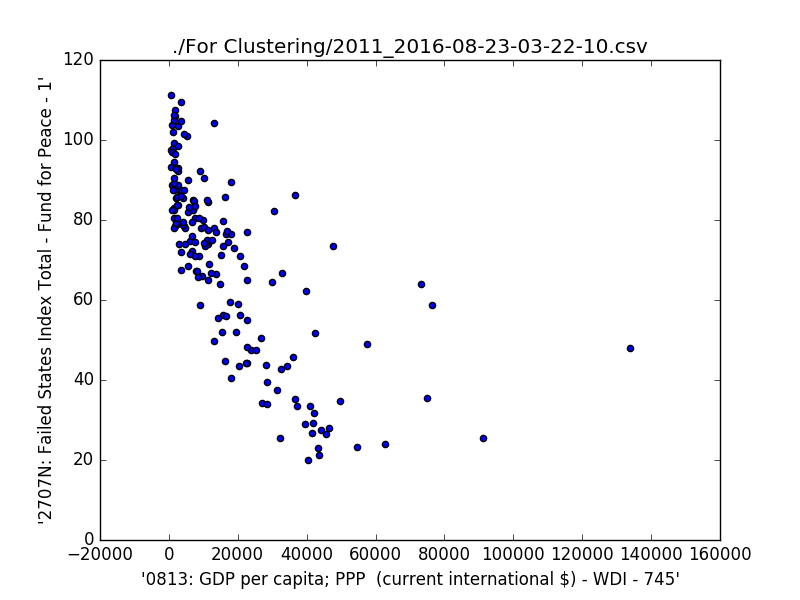 ./For Clustering/2011_2016-08-23-03-22-10.csv
120
100
80
60
40
20
0
'2707N: Failed States Index Total - Fund for Peace - 1'
−20000 0 20000 40000 60000 80000 100000 120000 140000 160000
'0813: GDP per capita; PPP  (current international $) - WDI - 745'